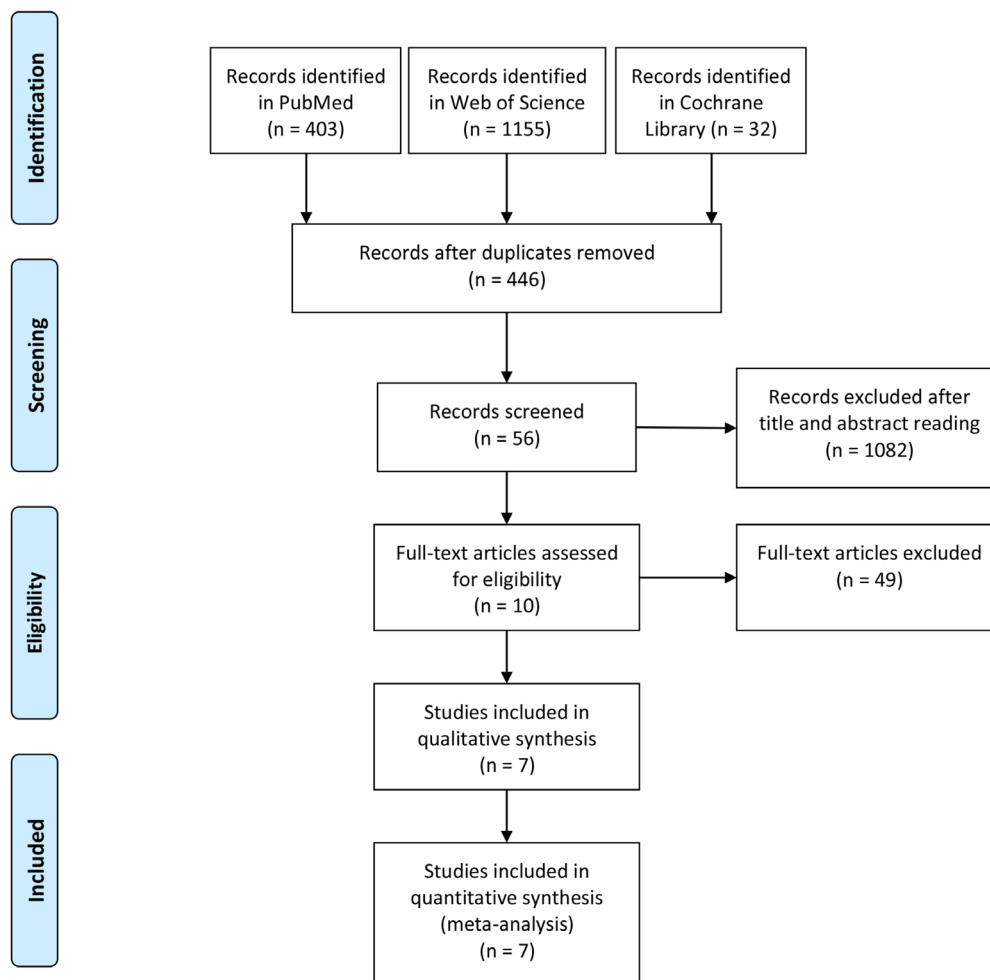 Identification
Records identified
in PubMed
(n = 403)
Records identified
in Web of Science
(n = 1155)
Records identified
in Cochrane
Library (n = 32)
Records after duplicates removed
(n = 446)
Screening
Records screened
(n = 56)
Records excluded after
title and abstract reading
(n = 1082)
Eligibility
Full-text articles assessed
for eligibility
(n = 10)
Full-text articles excluded
(n = 49)
Studies included in
qualitative synthesis
(n = 7)
Included
Studies included in
quantitative synthesis
(meta-analysis)
(n = 7)